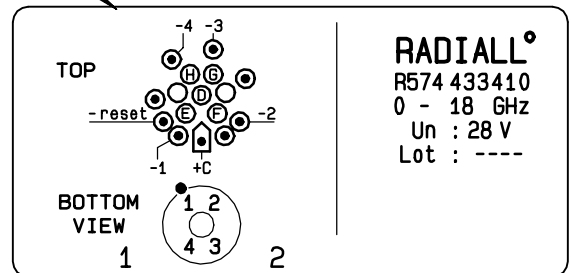 -4 -3
TOP
H G
D
-reset E F -2
-1 +C
BOTTOM
VIEW
1 2
4 3
1 2
RADIALL°
R574 433410
0 - 18 GHz
Un : 28 V
Lot : ----